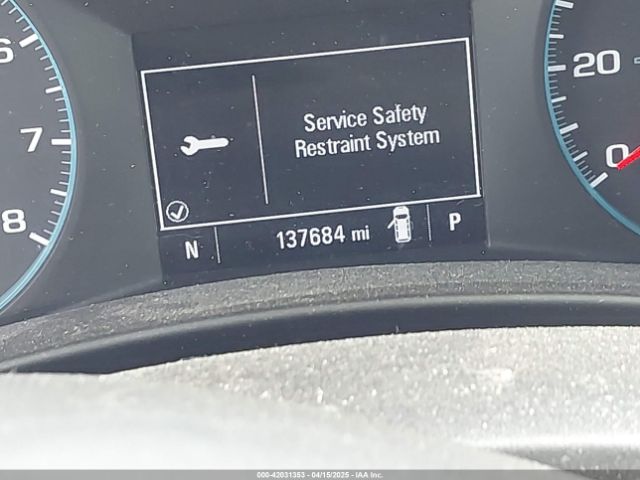 6
7
8
Service Safety
Restraint System
N
137684 mi
P
20
0
000-42031353 - 04/15/2025 - IAA Inc.